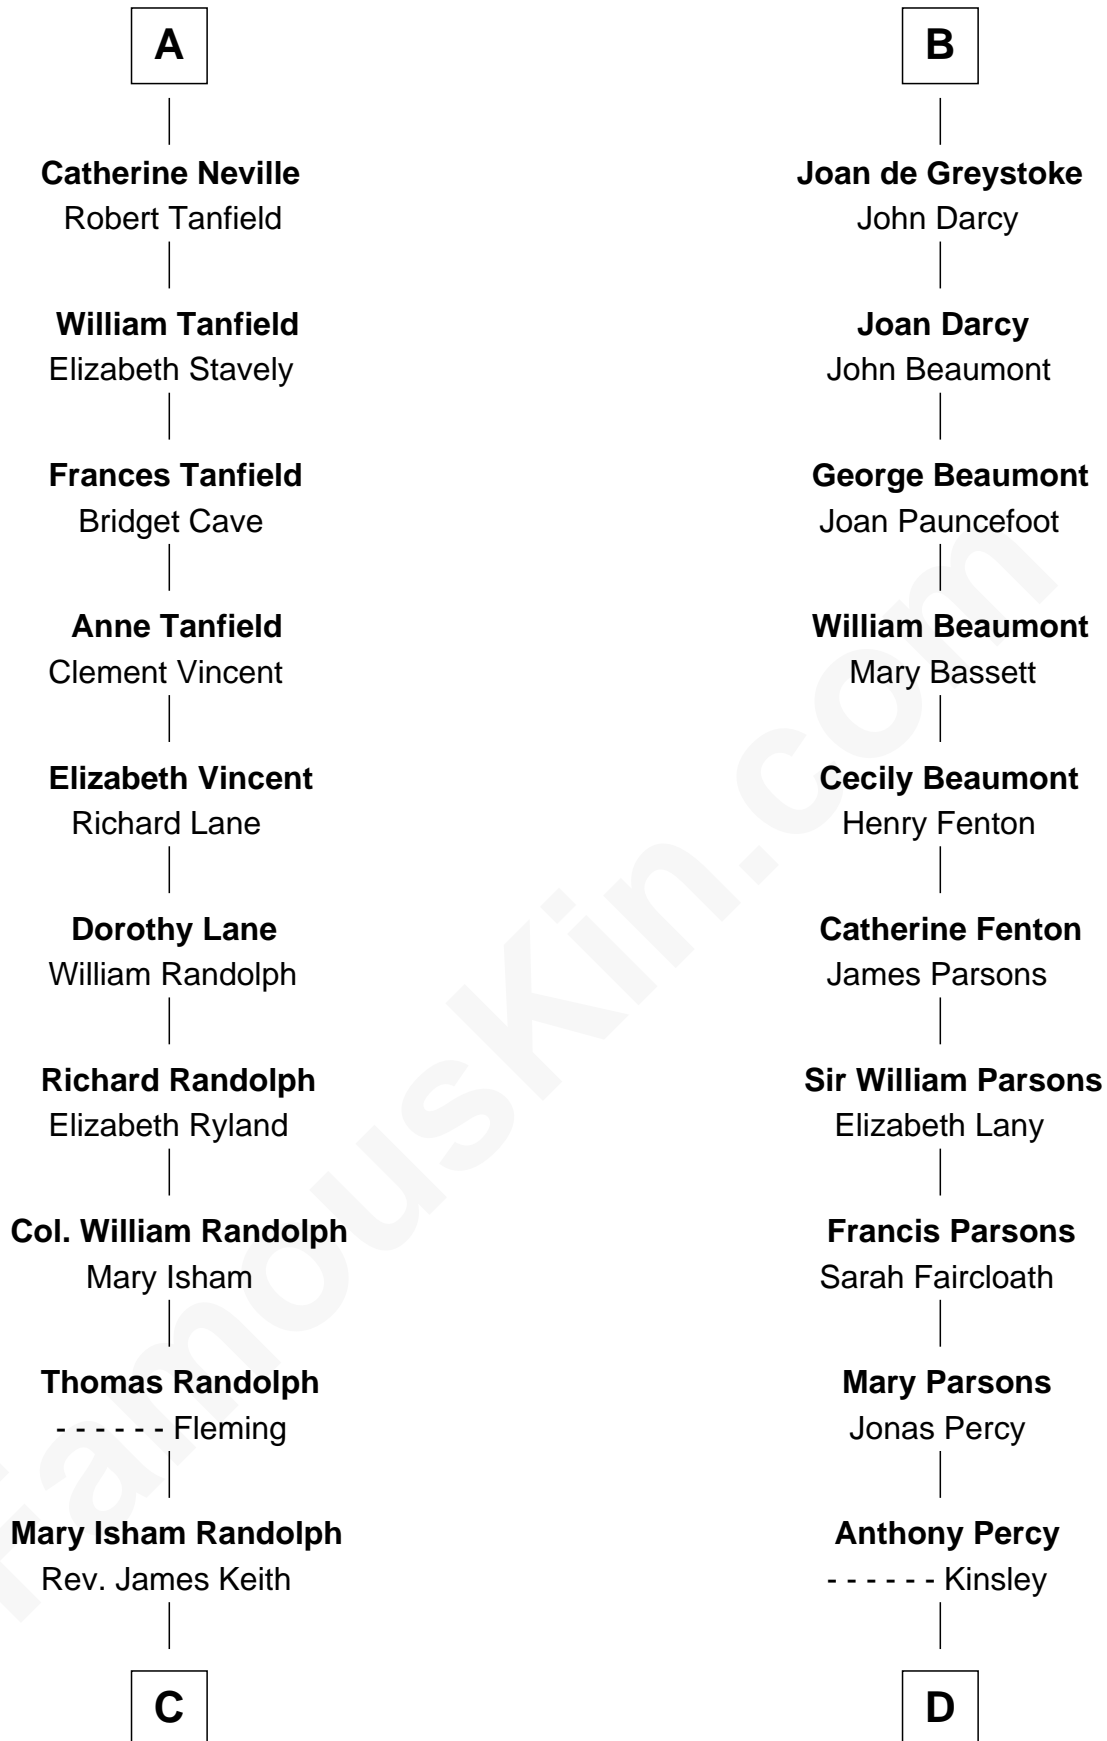 A
Catherine Neville
Robert Tanfield
William Tanfield
Elizabeth Stavely
Frances Tanfield
Bridget Cave
Anne Tanfield
Clement Vincent
Elizabeth Vincent
Richard Lane
Dorothy Lane
William Randolph
Richard Randolph
Elizabeth Ryland
Col. William Randolph
Mary Isham
Thomas Randolph
- - - - - - Fleming
Mary Isham Randolph
Rev. James Keith
C
B
Joan de Greystoke
John Darcy
Joan Darcy
John Beaumont
George Beaumont
Joan Pauncefoot
William Beaumont
Mary Bassett
Cecily Beaumont
Henry Fenton
Catherine Fenton
James Parsons
Sir William Parsons
Elizabeth Lany
Francis Parsons
Sarah Faircloath
Mary Parsons
Jonas Percy
Anthony Percy
- - - - - - Kinsley
D
FamousKin.com